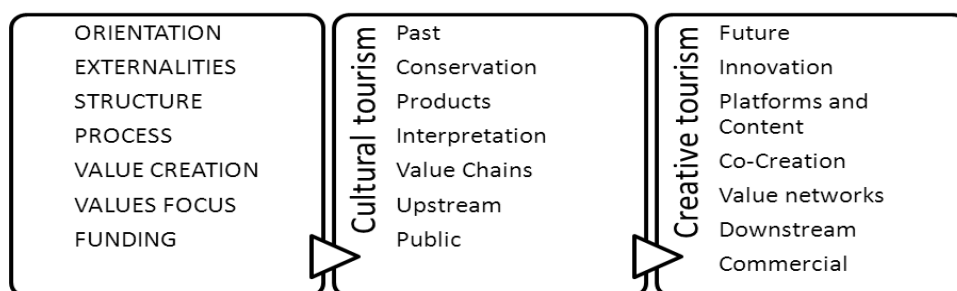 ORIENTATION
EXTERNALITIES
STRUCTURE
PROCESS
VALUE CREATION
VALUES FOCUS
FUNDING
Cultural tourism
Past
Conservation
Products
Interpretation
Value Chains
Upstream
Public
Creative tourism
Future
Innovation
Platforms and
Content
Co-Creation
Value networks
Downstream
Commercial